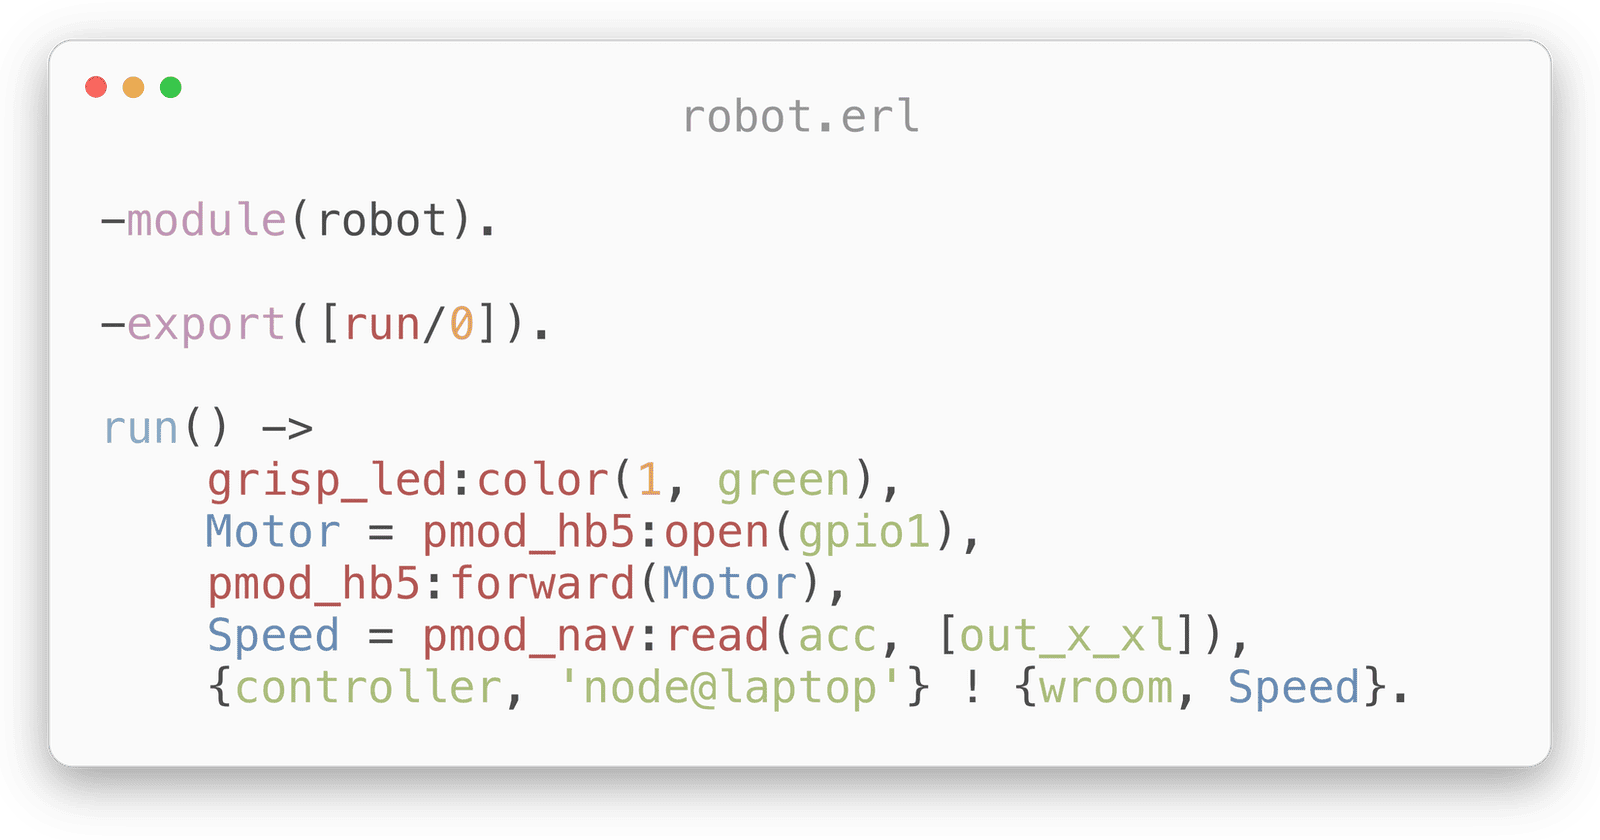 robot.erl
-module(robot).
-export([run/0]).
run() ->
    grisp_led:color(1, green),
    Motor = pmod_hb5:open(gpio1),
    pmod_hb5:forward(Motor),
    Speed = pmod_nav:read(acc, [out_x_xl]),
    {controller, 'node@laptop'} ! {wroom, Speed}.